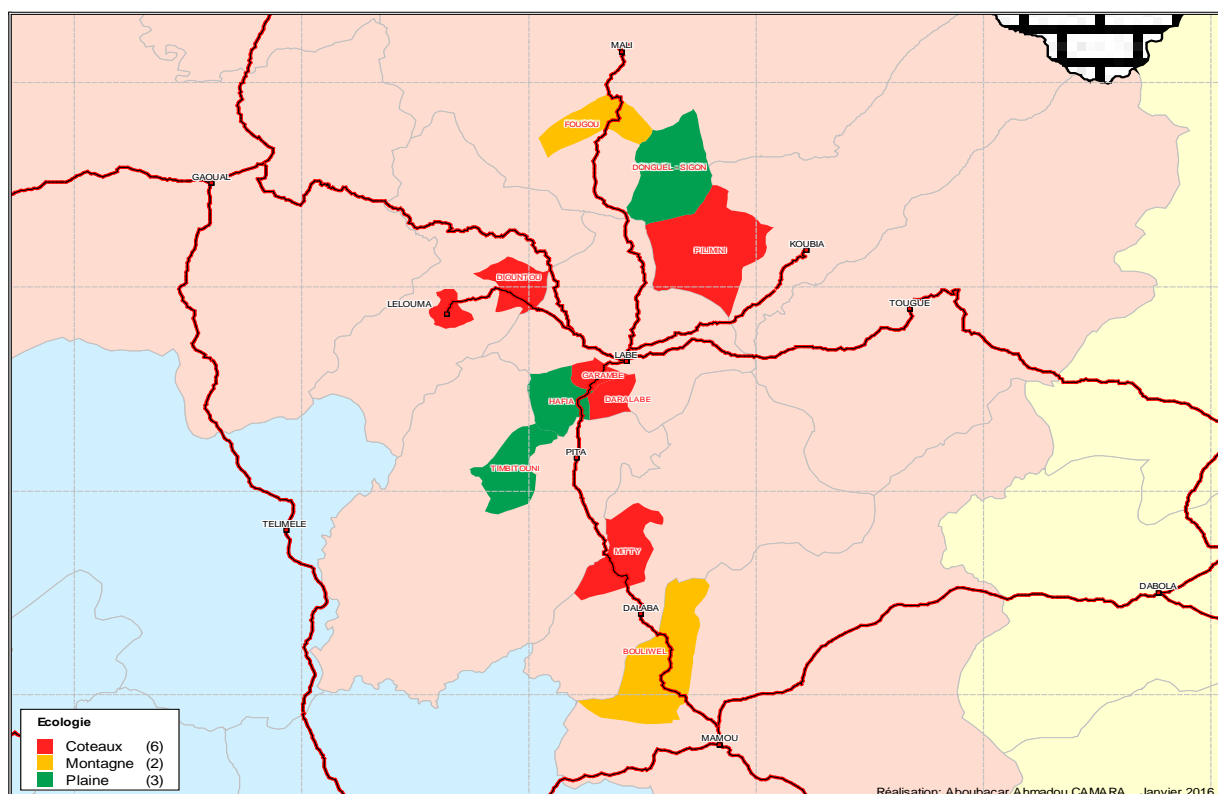 MALI
FOUGOU
DONGUEL - SIGON
GAOUAL
PILIMINI
KOUBIA
DIOUNTOU
LELOUMA
TOUGUE
LABE
GARAMBE
HAFIA
DARALABE
PITA
TIMBITOUNI
TELIMELE
MITTY
DABOLA
DALABA
BOULIWEL
MAMOU
Ecologie
Coteaux (6)
Montagne (2)
Plaine (3)
Réalisation: Aboubacar Ahmadou CAMARA Janvier 2016